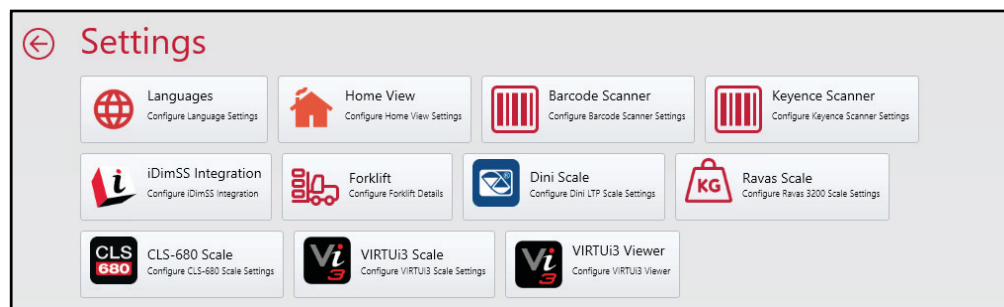 Settings
Languages
Configure Language Settings
Home View
Configure Home View Settings
Barcode Scanner
Configure Barcode Scanner Settings
Keyence Scanner
Configure Keyence Scanner Settings
i
iDimSS Integration
Configure iDimSS Integration
Forklift
Configure Forklift Details
Dini Scale
Configure Dini LTP Scale Settings
KG
Ravas Scale
Configure Ravas 3200 Scale Settings
CLS
680
CLS-680 Scale
Configure CLS-680 Scale Settings
Vi
3
VIRTUi3 Scale
Configure VIRTUi3 Scale Settings
Vi
3
VIRTUi3 Viewer
Configure VIRTUi3 Viewer